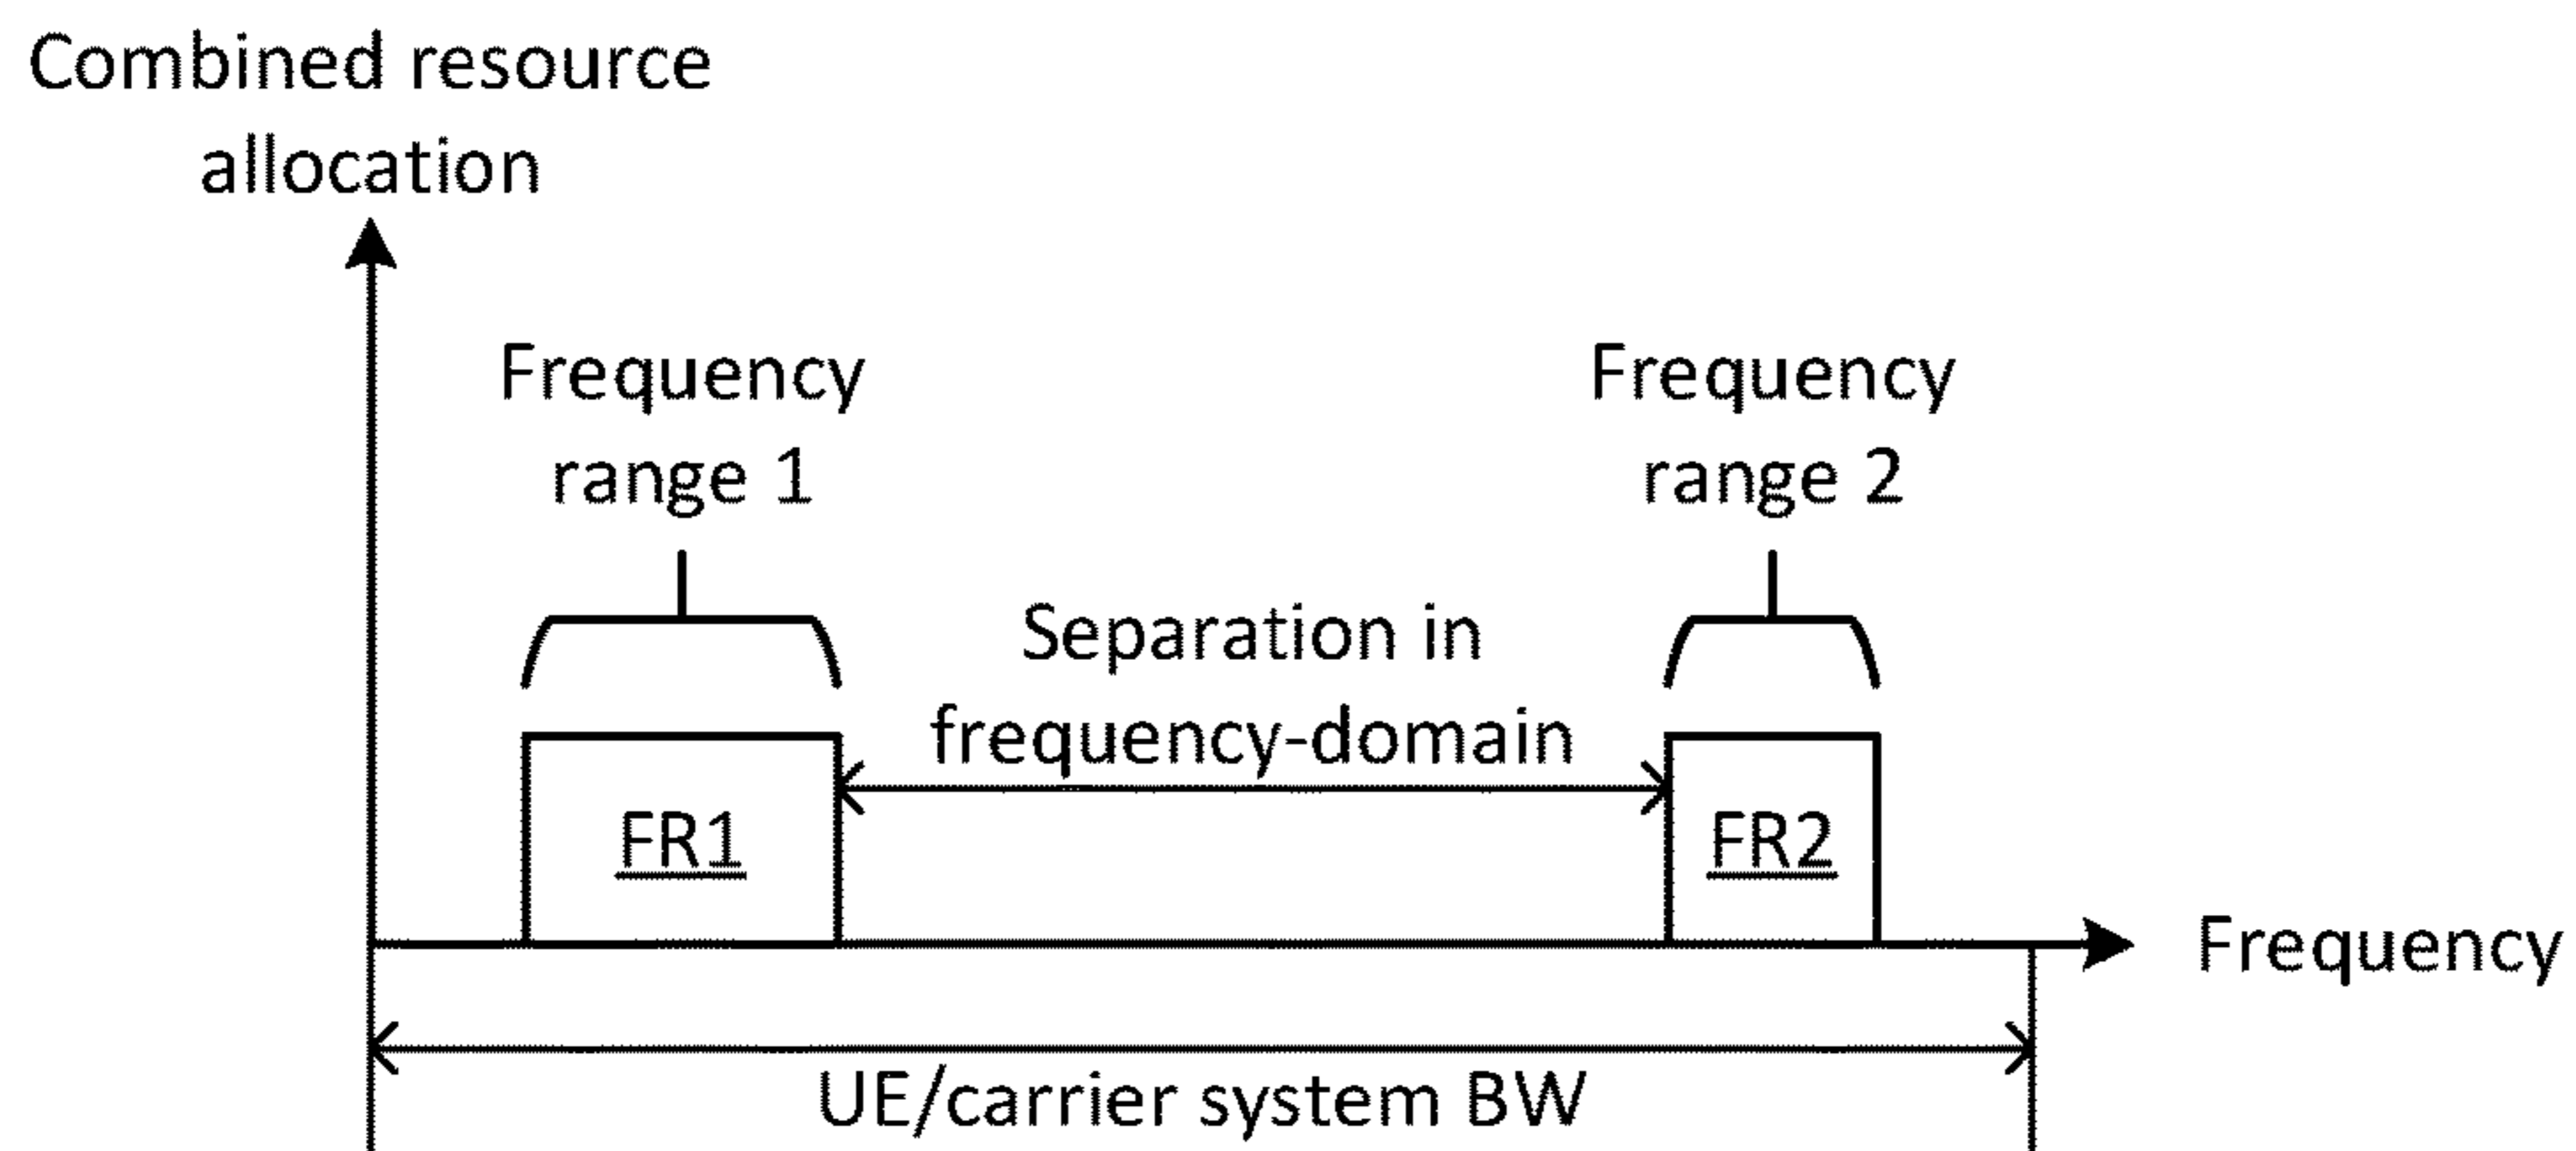 Combined resource
allocation
Frequency
range 1
Frequency
range 2
Separation in
frequency-domain
FR1
FR2
Frequency
UE/carrier system BW